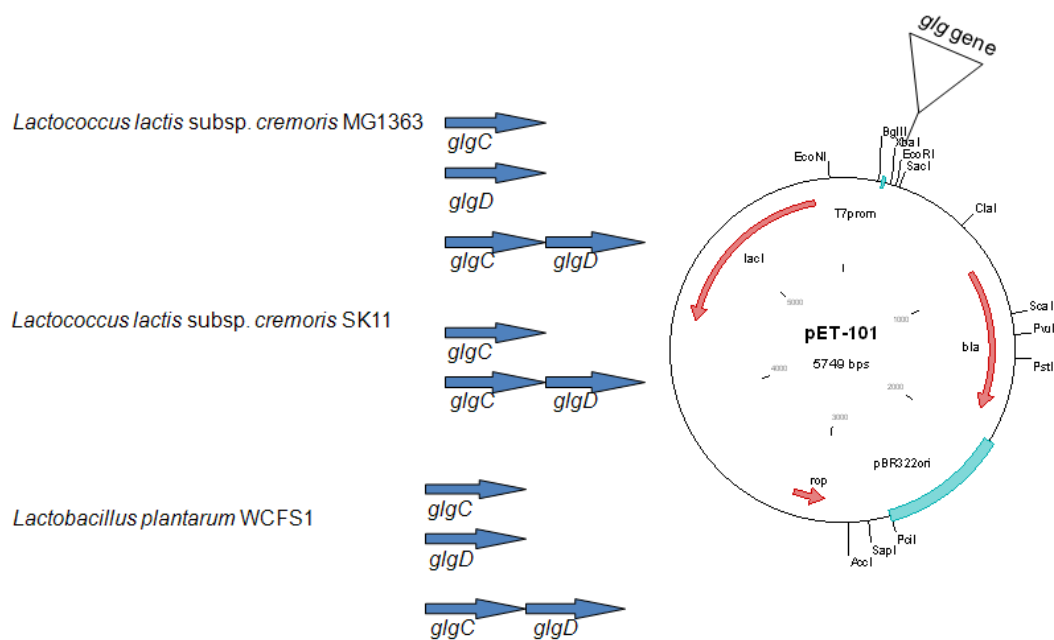 glg gene
Lactococcus lactis subsp. cremoris MG1363
glgC
glgD
glgC glgD
Lactococcus lactis subsp. cremoris SK11
glgC
glgC glgD
Lactobacillus plantarum WCFS1
glgC
glgD
glgC glgD
BglII
XbaI
EcoRI
SacI
EcoNI
ClaI
T7prom
lacI
ScaI
PvuI
PstI
bla
1000
2000
3000
4000
5000
pET-101
5749 bps
pBR322ori
rop
PciI
SapI
AccI